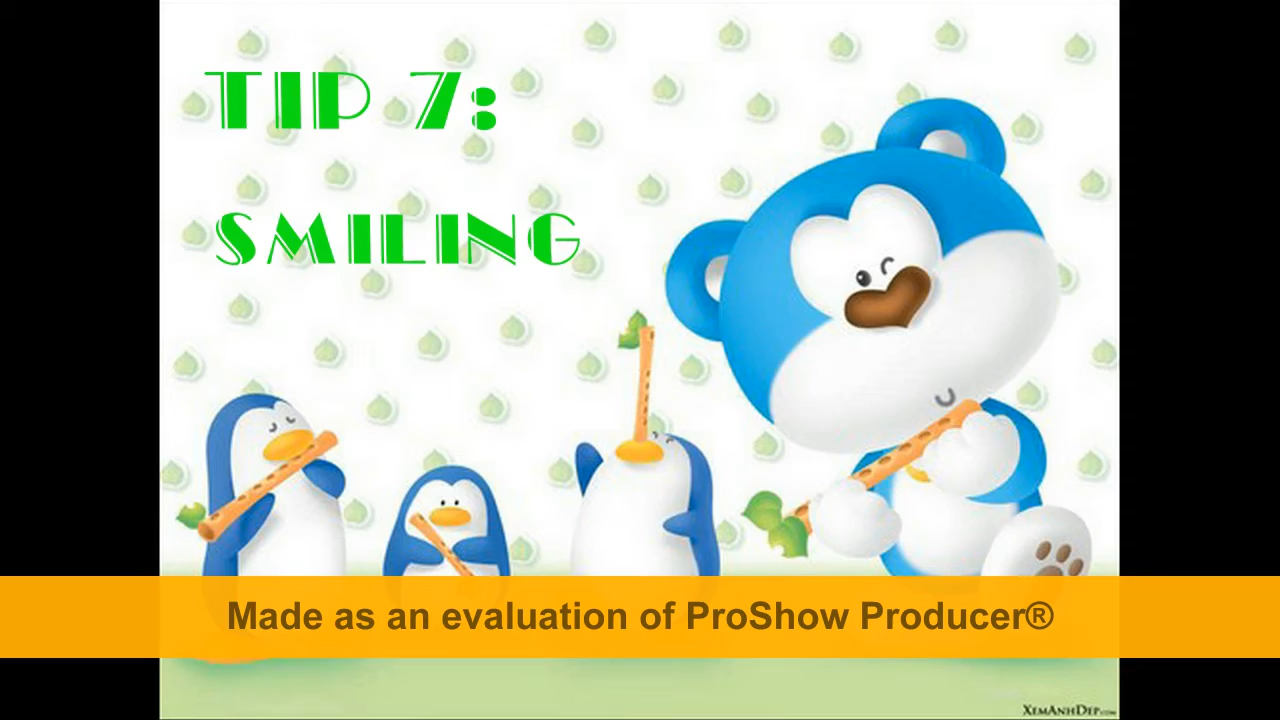 TIP 7:
SMILING
Made as an evaluation of ProShow Producer®
XEMANHDEP.COM